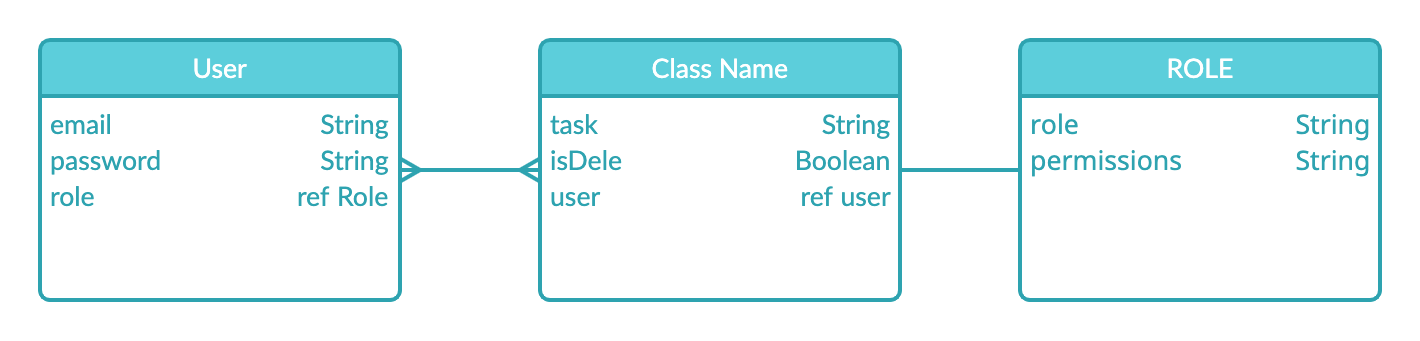 User
email String
password String
role ref Role
Class Name
task String
isDele Boolean
user ref user
ROLE
role String
permissions String